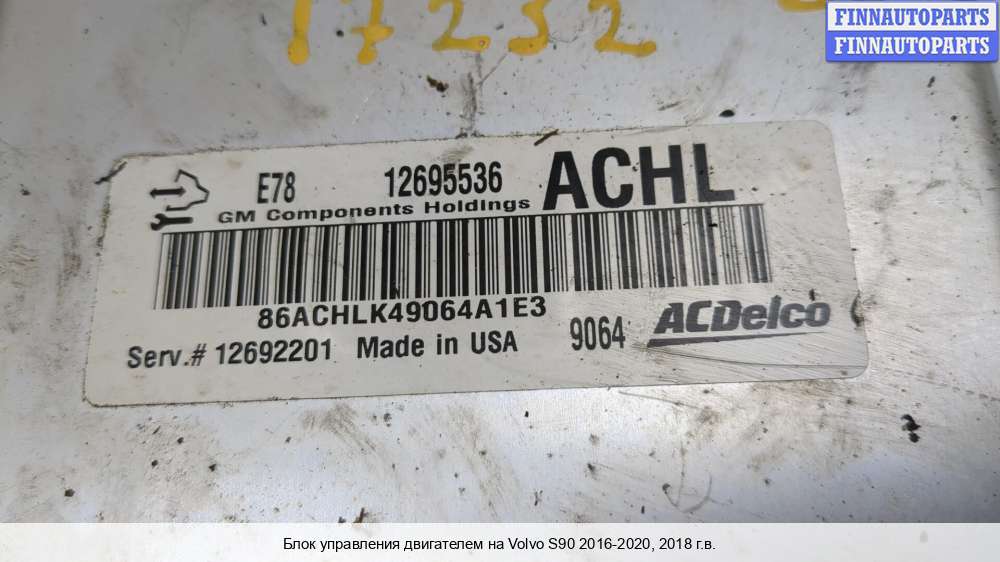 17232
FINNAUTOPARTS
FINNAUTOPARTS
E78 12695536 ACHL
GM Components Holdings
86ACHLK49064A1E3
Serv.# 12692201 Made in USA 9064 ACDelco
Блок управления двигателем на Volvo S90 2016-2020, 2018 г.в.